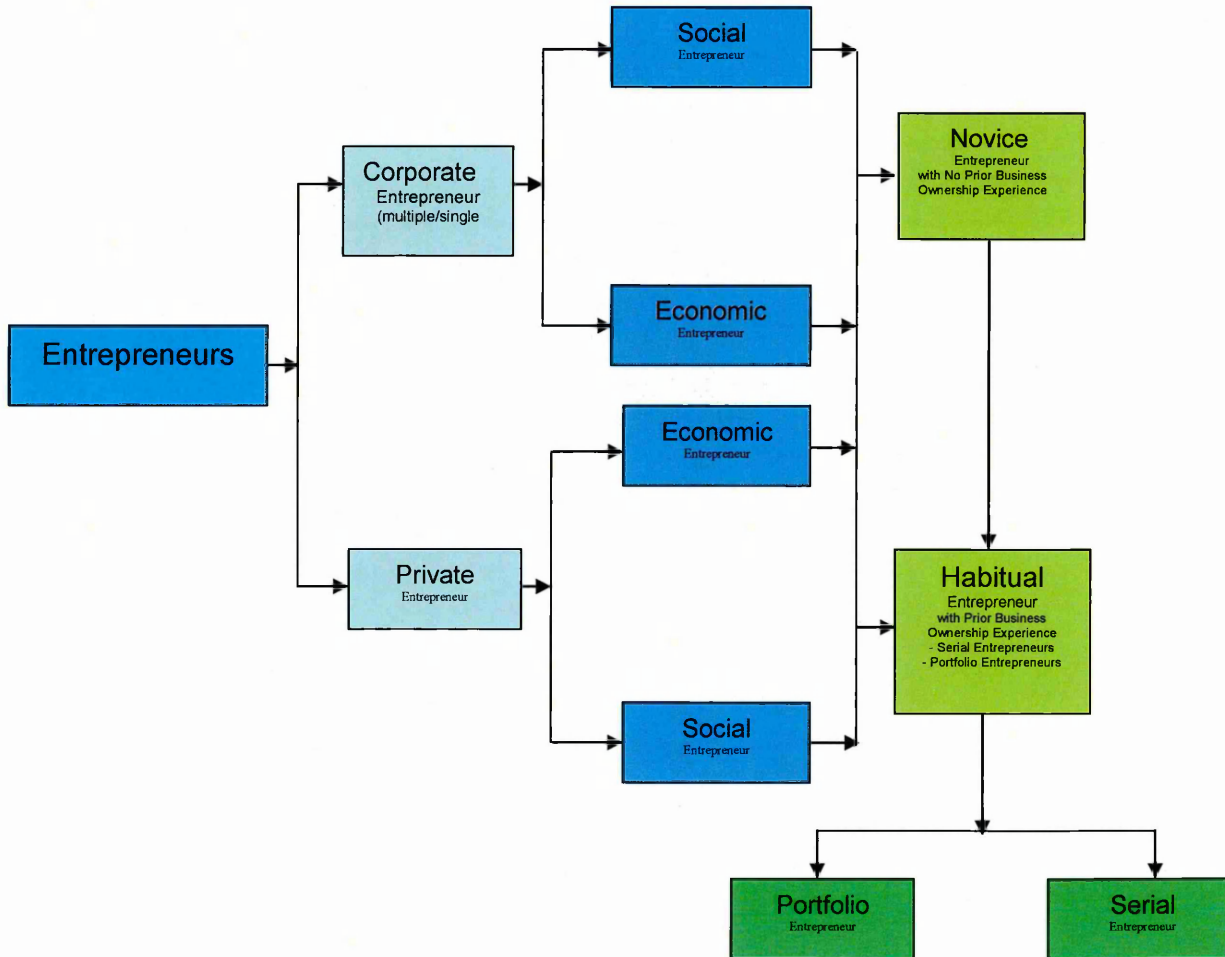 Social
Entrepreneur
Novice
Entrepreneur
with No Prior Business
Ownership Experience
Corporate
Entrepreneur
(multiple/single
Economic
Entrepreneur
Entrepreneurs
Economic
Entrepreneur
Private
Entrepreneur
Habitual
Entrepreneur
with Prior Business
Ownership Experience
- Serial Entrepreneurs
- Portfolio Entrepreneurs
Social
Entrepreneur
Portfolio
Entrepreneur
Serial
Entrepreneur